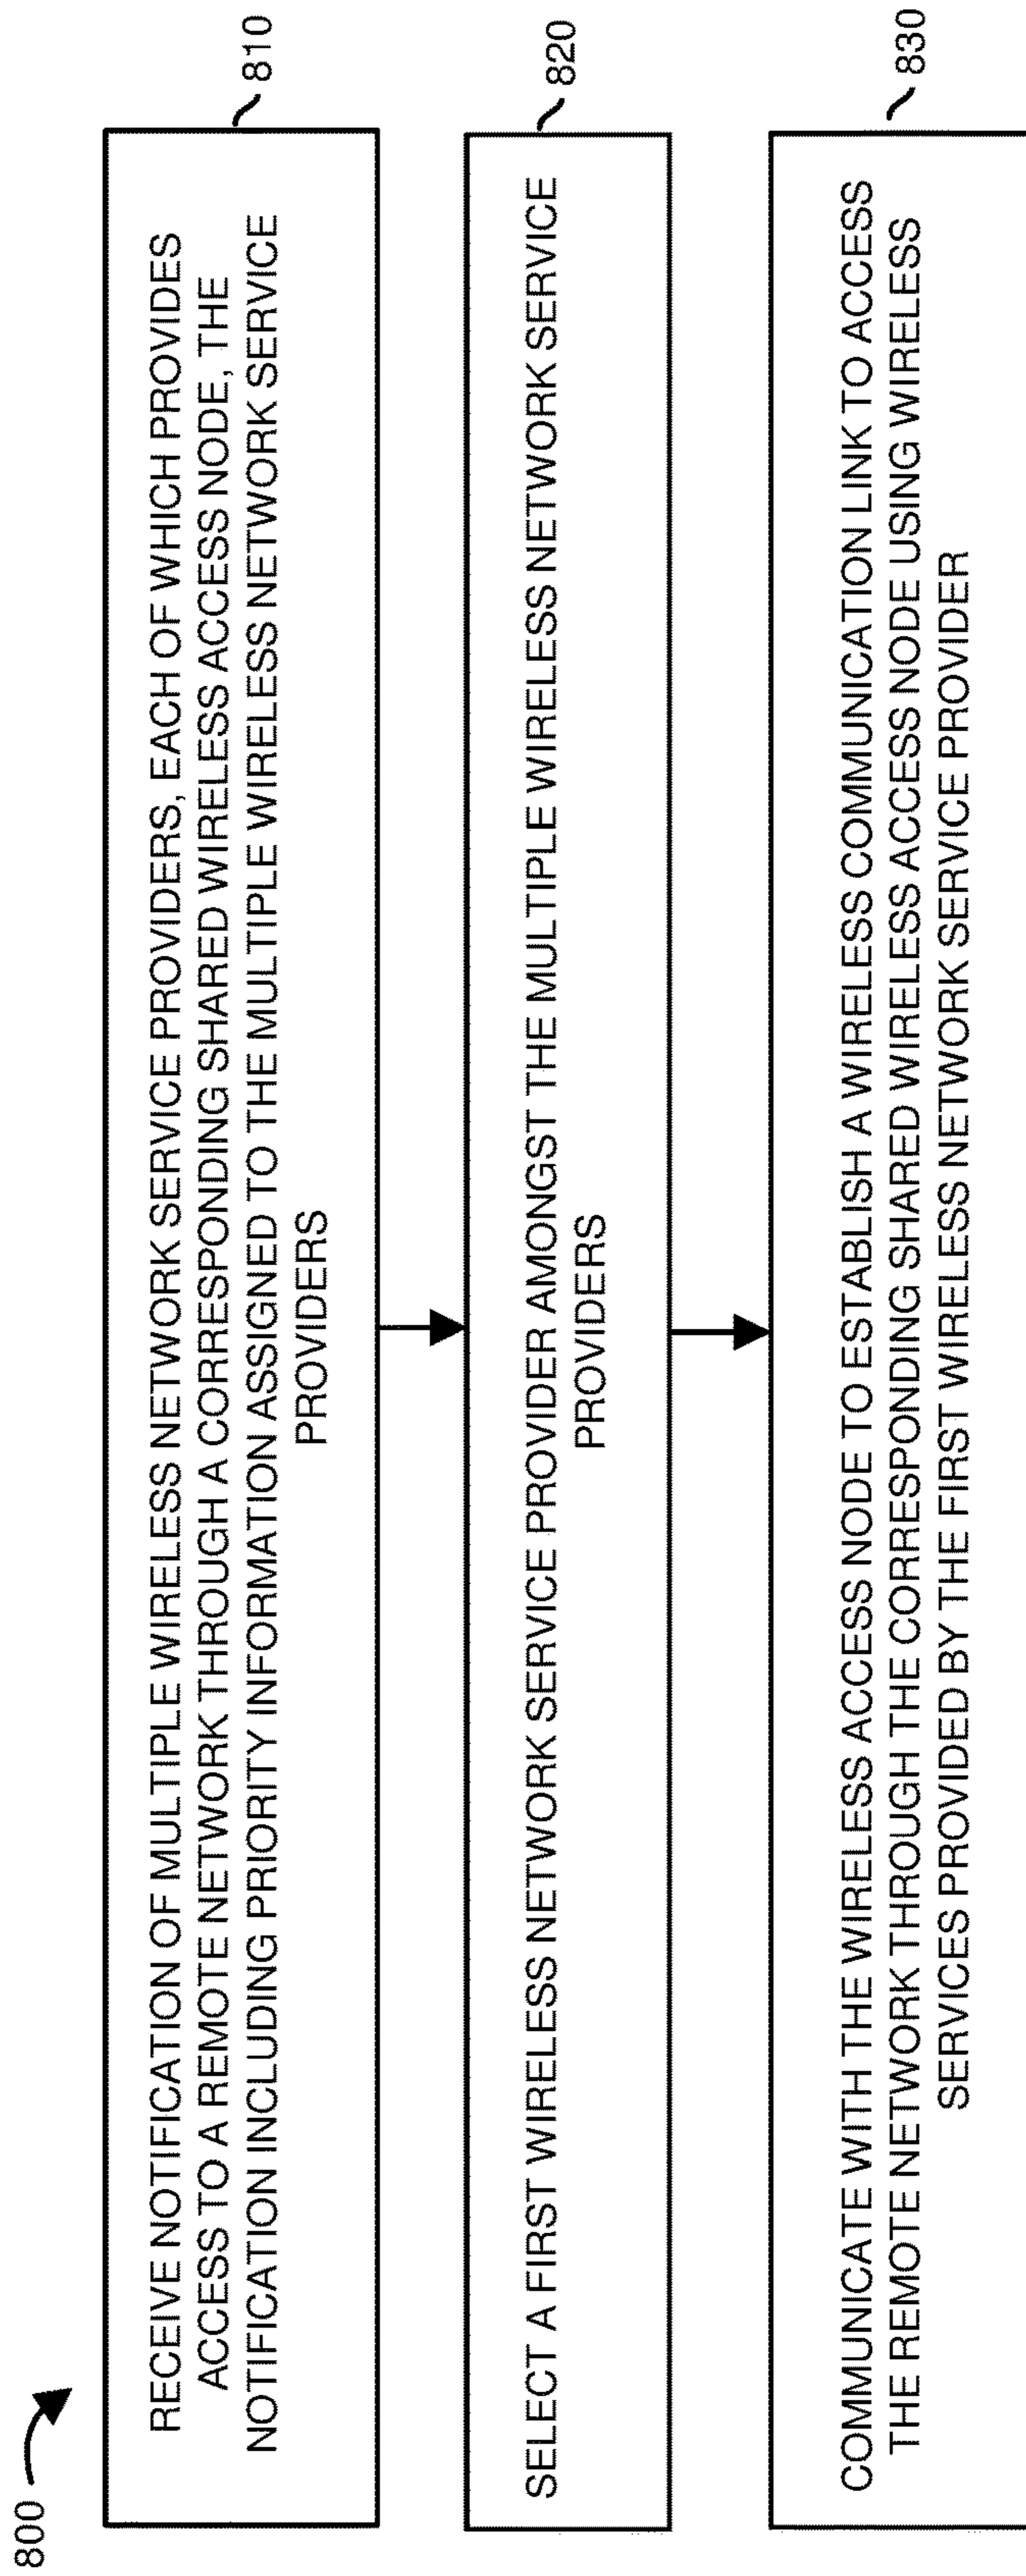 800
RECEIVE NOTIFICATION OF MULTIPLE WIRELESS NETWORK SERVICE PROVIDERS, EACH OF WHICH PROVIDES
ACCESS TO A REMOTE NETWORK THROUGH A CORRESPONDING SHARED WIRELESS ACCESS NODE, THE
NOTIFICATION INCLUDING PRIORITY INFORMATION ASSIGNED TO THE MULTIPLE WIRELESS NETWORK SERVICE
PROVIDERS
810
SELECT A FIRST WIRELESS NETWORK SERVICE PROVIDER AMONGST THE MULTIPLE WIRELESS NETWORK SERVICE
PROVIDERS
820
COMMUNICATE WITH THE WIRELESS ACCESS NODE TO ESTABLISH A WIRELESS COMMUNICATION LINK TO ACCESS
THE REMOTE NETWORK THROUGH THE CORRESPONDING SHARED WIRELESS ACCESS NODE USING WIRELESS
SERVICES PROVIDED BY THE FIRST WIRELESS NETWORK SERVICE PROVIDER
830